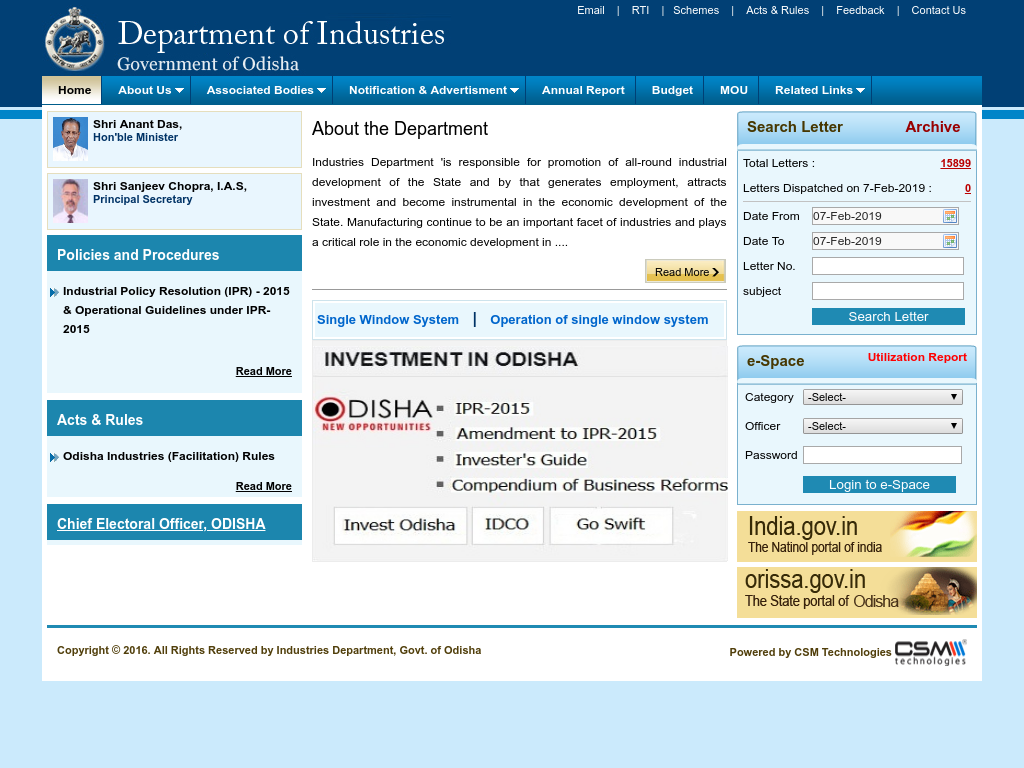 Email | RTI | Schemes | Acts & Rules | Feedback | Contact Us
Department of Industries
Government of Odisha
Home About Us Associated Bodies Notification & Advertisment Annual Report Budget MOU Related Links
Shri Anant Das,
Hon'ble Minister
Shri Sanjeev Chopra, I.A.S,
Principal Secretary
Policies and Procedures
Industrial Policy Resolution (IPR) - 2015
& Operational Guidelines under IPR-
2015
Read More
Acts & Rules
Odisha Industries (Facilitation) Rules
Read More
Chief Electoral Officer, ODISHA
About the Department
Industries Department 'is responsible for promotion of all-round industrial
development of the State and by that generates employment, attracts
investment and become instrumental in the economic development of the
State. Manufacturing continue to be an important facet of industries and plays
a critical role in the economic development in ....
Read More
Single Window System | Operation of single window system
INVESTMENT IN ODISHA
ODISHA
NEW OPPORTUNITIES
IPR-2015
Amendment to IPR-2015
Invester's Guide
Compendium of Business Reforms
Invest Odisha IDCO Go Swift
Search Letter Archive
Total Letters : 15899
Letters Dispatched on 7-Feb-2019 : 0
Date From 07-Feb-2019
Date To 07-Feb-2019
Letter No.
subject
Search Letter
e-Space Utilization Report
Category -Select-
Officer -Select-
Password
Login to e-Space
India.gov.in
The Natinol portal of india
orissa.gov.in
The State portal of Odisha
Copyright © 2016. All Rights Reserved by Industries Department, Govt. of Odisha
Powered by CSM Technologies CSM
technologies